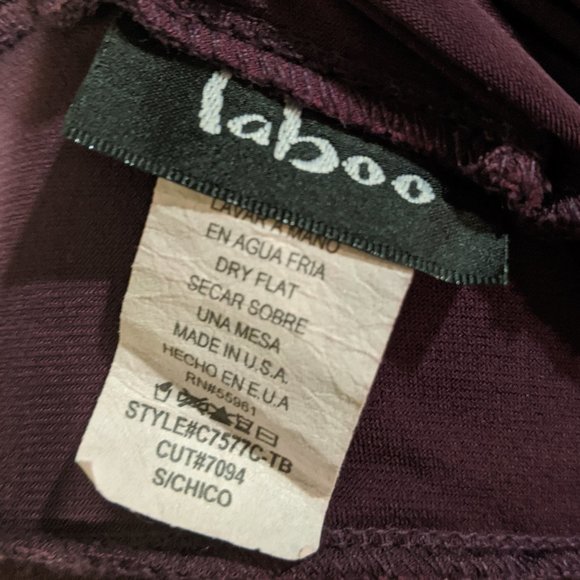 Taboo
LAVAR A MANO
EN AGUA FRIA
DRY FLAT
SECAR SOBRE
UNA MESA
MADE IN U.S.A.
HECHO EN E.U.A
RN#55961
STYLE#C7577C-TB
CUT#7094
S/CHICO